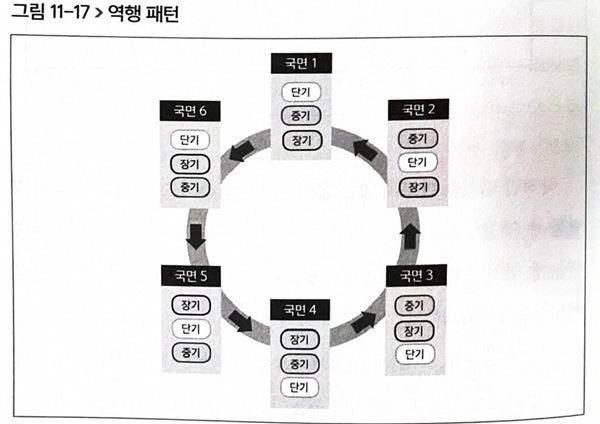 그림 11-17 > 역행 패턴
국면 1
단기
중기
장기
국면 2
중기
단기
장기
국면 3
중기
장기
단기
국면 4
장기
중기
단기
국면 5
장기
단기
중기
국면 6
단기
장기
중기